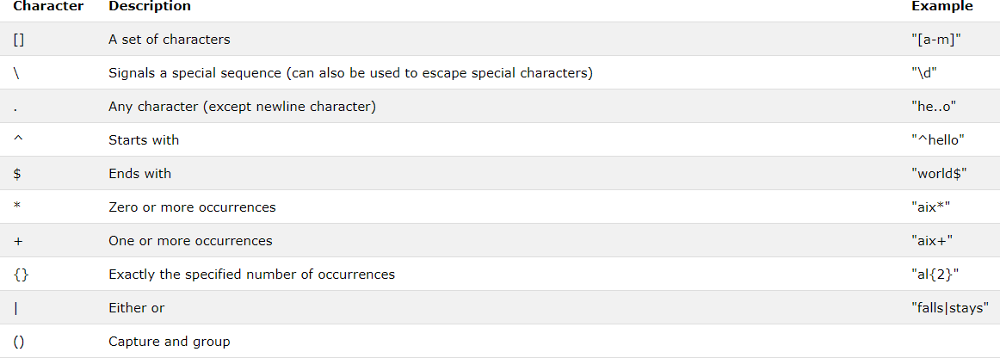 Character Description Example
[] A set of characters "[a-m]"
\ Signals a special sequence (can also be used to escape special characters) "\d"
. Any character (except newline character) "he..o"
^ Starts with "^hello"
$ Ends with "world$"
* Zero or more occurrences "aix*"
+ One or more occurrences "aix+"
{} Exactly the specified number of occurrences "al{2}"
| Either or "falls|stays"
() Capture and group